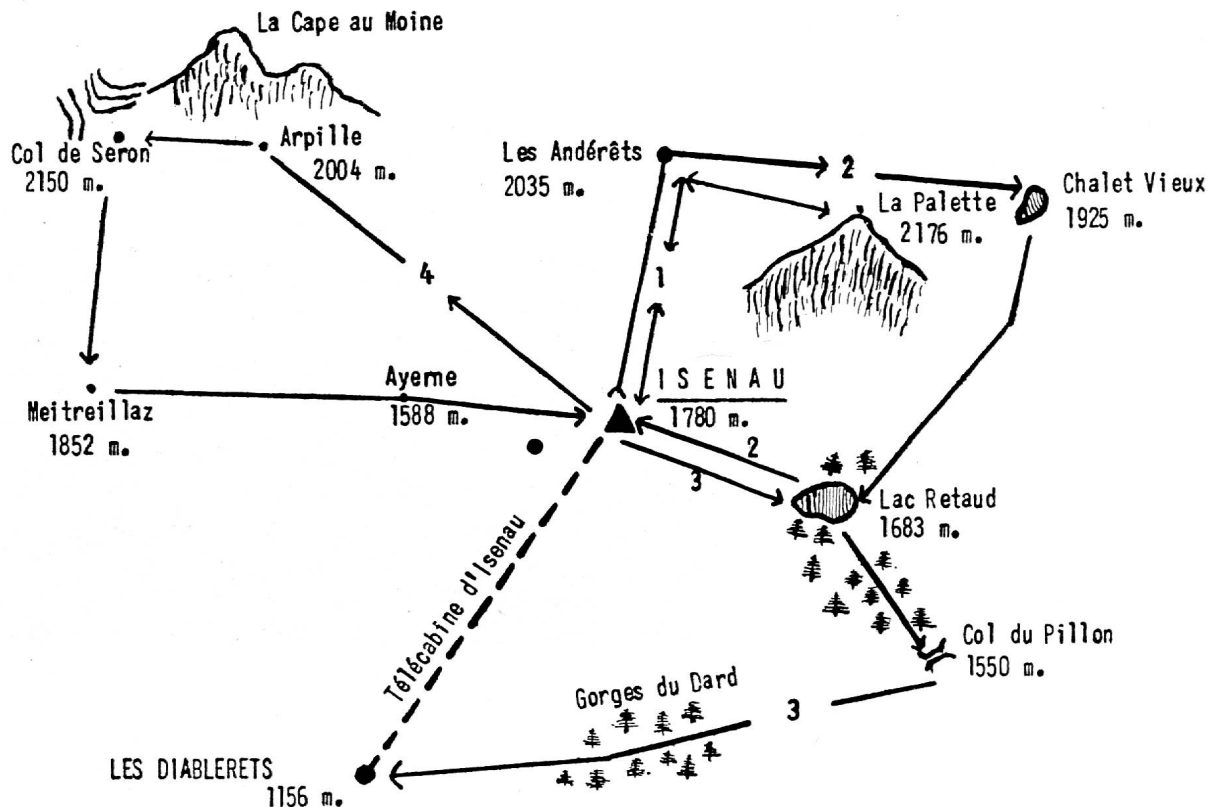 La Cape au Moine
Arpille
2004 m.
Col de Seron
2150 m.
Les Andérêts
2035 m.
2
Chalet Vieux
1925 m.
La Palette
2176 m.
1
4
ISENAU
1780 m.
Ayerne
1588 m.
Meitreillaz
1852 m.
2
3
Lac Retaud
1683 m.
Télécabine d'Isenau
Col du Pillon
1550 m.
Gorges du Dard
3
LES DIABLERETS
1156 m.